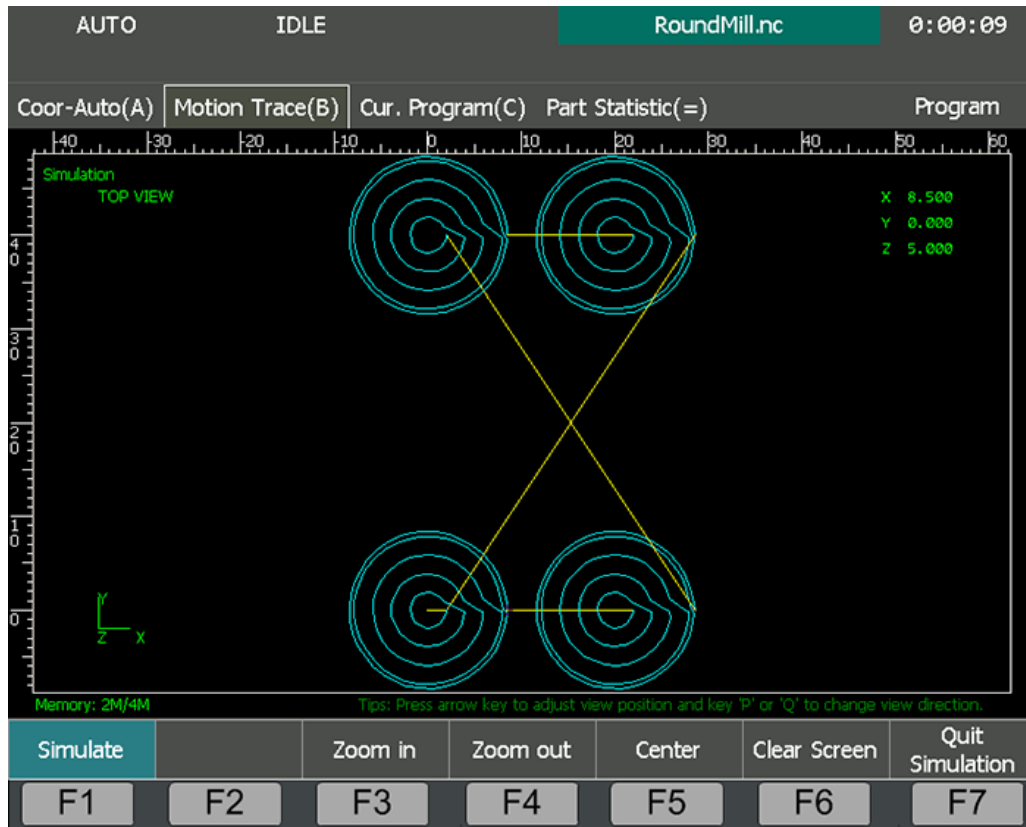 AUTO IDLE RoundMill.nc 0:00:09
Coor-Auto(A) Motion Trace(B) Cur. Program(C) Part Statistic(=) Program
-40 -30 -20 -10 0 10 20 30 40 50 60
Simulation
TOP VIEW
X 8.500
Y 0.000
Z 5.000
40
30
20
10
0
Y
Z X
Memory: 2M/4M Tips: Press arrow key to adjust view position and key 'P' or 'Q' to change view direction.
Simulate Zoom in Zoom out Center Clear Screen Quit Simulation
F1 F2 F3 F4 F5 F6 F7